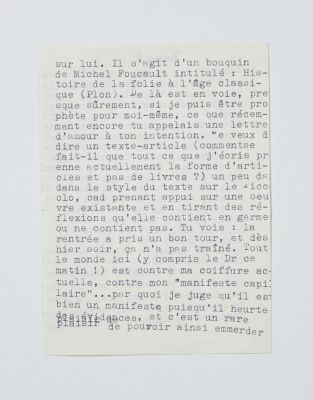 sur lui. Il s'agit d'un bouquin
de Michel Foucault intitulé : His-
toire de la folie à l'âge classi-
que (Plon). De là est en voie, pre
sque sûrement, si je puis être pro
phète pour moi-même, ce que récem-
ment encore tu appelais une lettre
d'amour à ton intention. Je veux d
dire un texte-article (commentse
fait-il que tout ce que j'écris pr
enne actuellement la forme d'arti-
cles et pas de livres ?) un peu da
dans le style du texte sur le Picc
olo, cad prenant appui sur une oeu
vre existante et en tirant des ré-
flexions qu'elle contient en germe
ou ne contient pas. Tu vois : la
rentrée a pris un bon tour, et dès
hier soir, ça n'a pas traîné. Tout
le monde ici (y compris le Dr ce
matin !) est contre ma coiffure ac-
tuelle, contre mon "manifeste capil
laire"...par quoi je juge qu'il est
bien un manifeste puisqu'il heurte
des évidences, et c'est un rare
plaisir de pouvoir ainsi emmerder